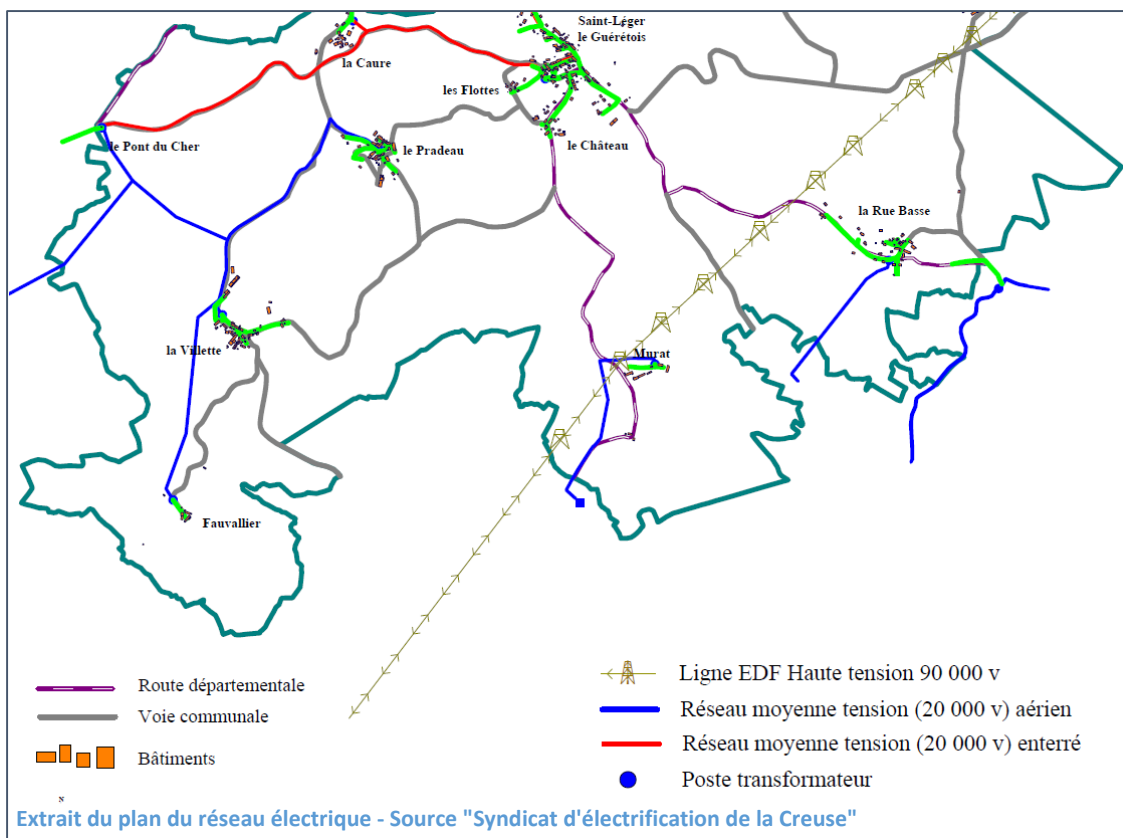 Saint-Léger
le Guérétois
la Caure
les Flottes
le Pont du Cher
le Pradeau
le Château
la Rue Basse
la Villette
Murat
Fauvallier
Route départementale
Voie communale
Bâtiments
Ligne EDF Haute tension 90 000 v
Réseau moyenne tension (20 000 v) aérien
Réseau moyenne tension (20 000 v) enterré
Poste transformateur
N
Extrait du plan du réseau électrique - Source "Syndicat d'électrification de la Creuse"